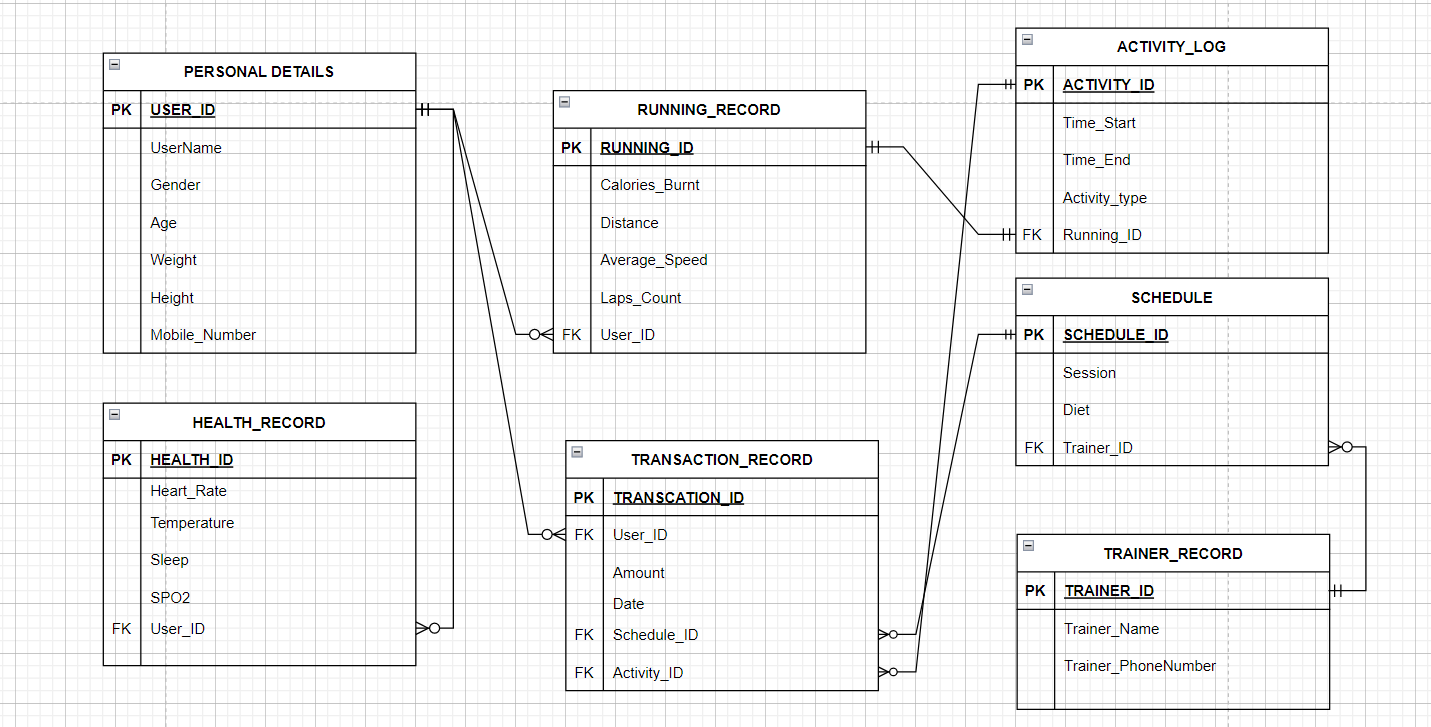 PERSONAL DETAILS
PK USER_ID
UserName
Gender
Age
Weight
Height
Mobile_Number
HEALTH_RECORD
PK HEALTH_ID
Heart_Rate
Temperature
Sleep
SPO2
FK User_ID
RUNNING_RECORD
PK RUNNING_ID
Calories_Burnt
Distance
Average_Speed
Laps_Count
FK User_ID
TRANSACTION_RECORD
PK TRANSCATION_ID
FK User_ID
Amount
Date
FK Schedule_ID
FK Activity_ID
ACTIVITY_LOG
PK ACTIVITY_ID
Time_Start
Time_End
Activity_type
FK Running_ID
SCHEDULE
PK SCHEDULE_ID
Session
Diet
FK Trainer_ID
TRAINER_RECORD
PK TRAINER_ID
Trainer_Name
Trainer_PhoneNumber